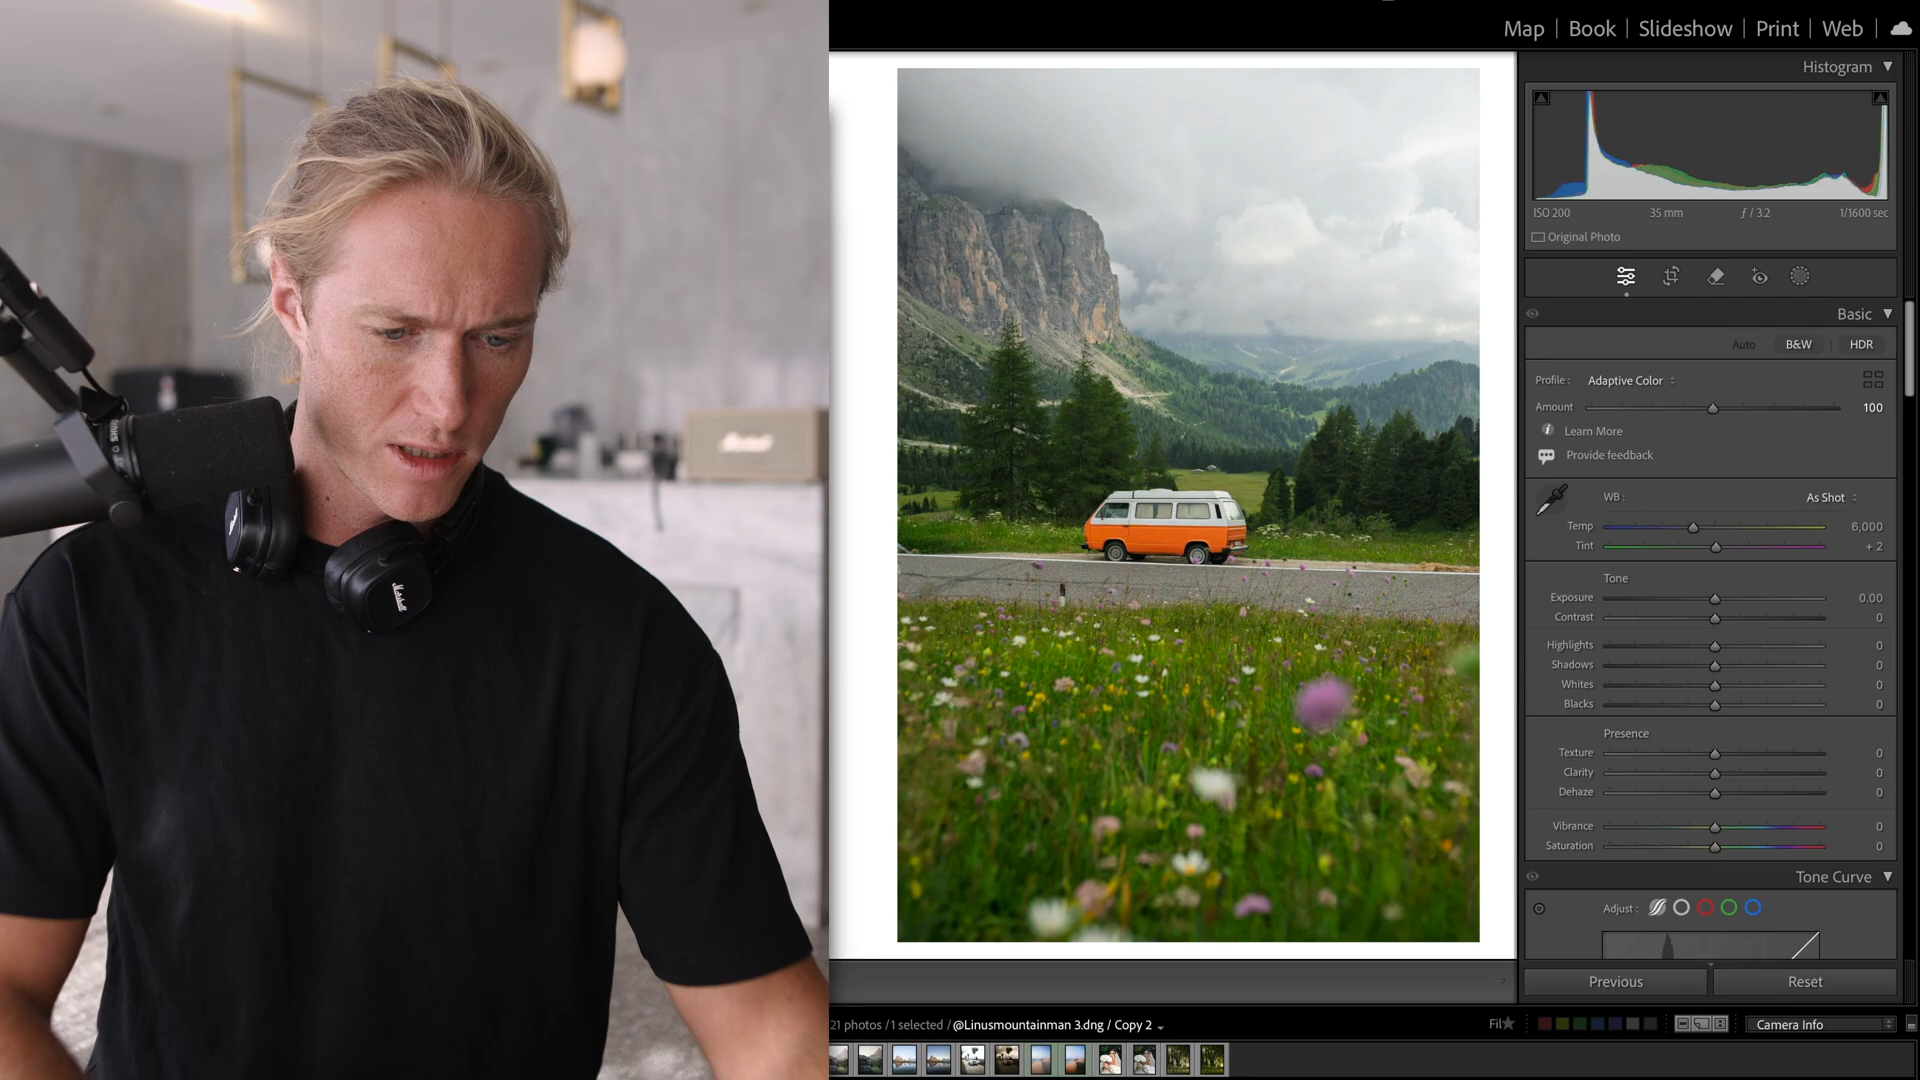 Map | Book | Slideshow | Print | Web |
Histogram
ISO 200 35 mm ƒ / 3.2 1/1600 sec
Original Photo
Basic
Auto B&W | HDR
Profile : Adaptive Color
Amount 100
Learn More
Provide feedback
WB : As Shot
Temp 6,000
Tint + 2
Tone
Exposure 0.00
Contrast 0
Highlights 0
Shadows 0
Whites 0
Blacks 0
Presence
Texture 0
Clarity 0
Dehaze 0
Vibrance 0
Saturation 0
Tone Curve
Adjust :
Previous Reset
21 photos / 1 selected / @Linusmountainman 3.dng / Copy 2
Camera Info
Marshall
Marshall